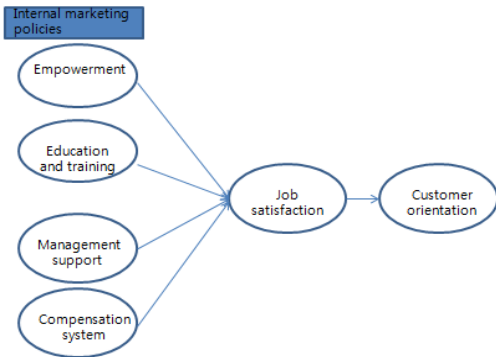 Internal marketing
policies
Empowerment
Education
and training
Management
support
Compensation
system
Job
satisfaction
Customer
orientation